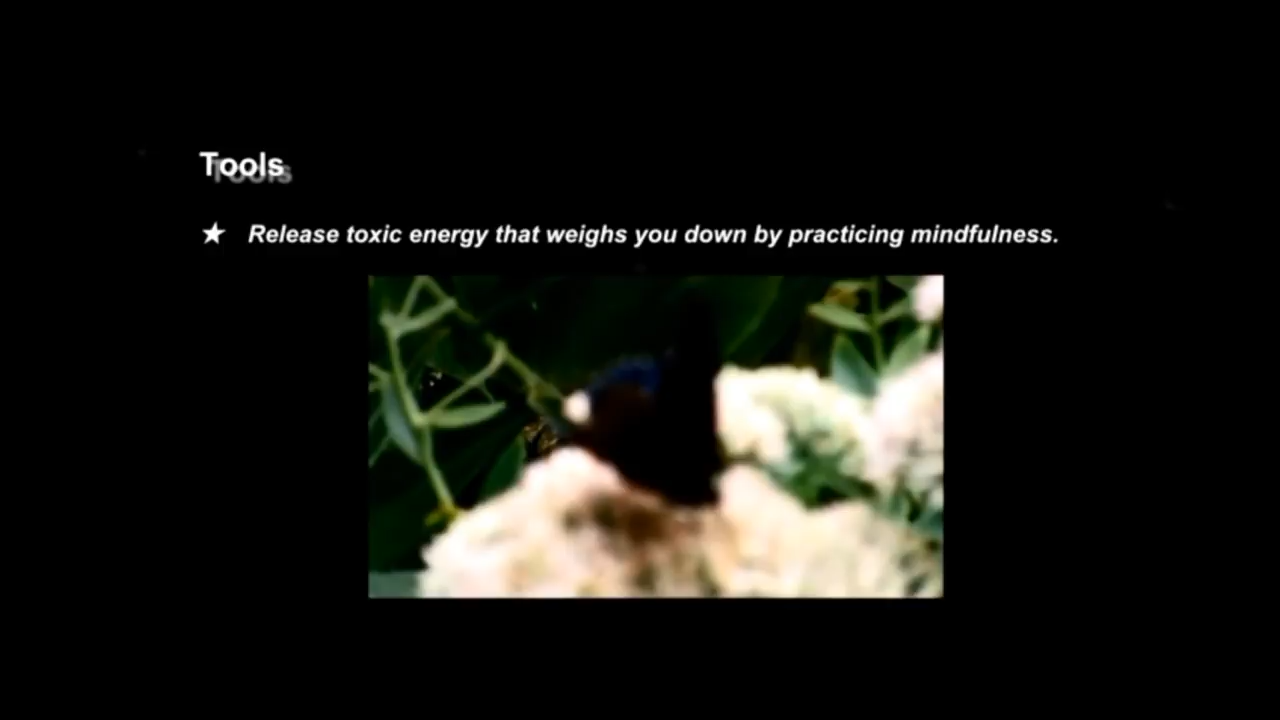 Tools
★ Release toxic energy that weighs you down by practicing mindfulness.